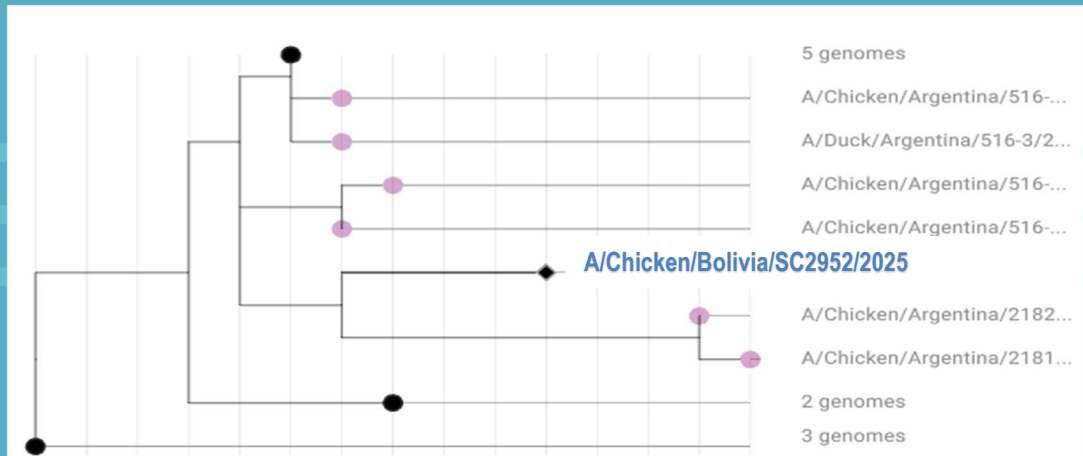 5 genomes
A/Chicken/Argentina/516-...
A/Duck/Argentina/516-3/2...
A/Chicken/Argentina/516-...
A/Chicken/Argentina/516-...
A/Chicken/Bolivia/SC2952/2025
A/Chicken/Argentina/2182...
A/Chicken/Argentina/2181...
2 genomes
3 genomes